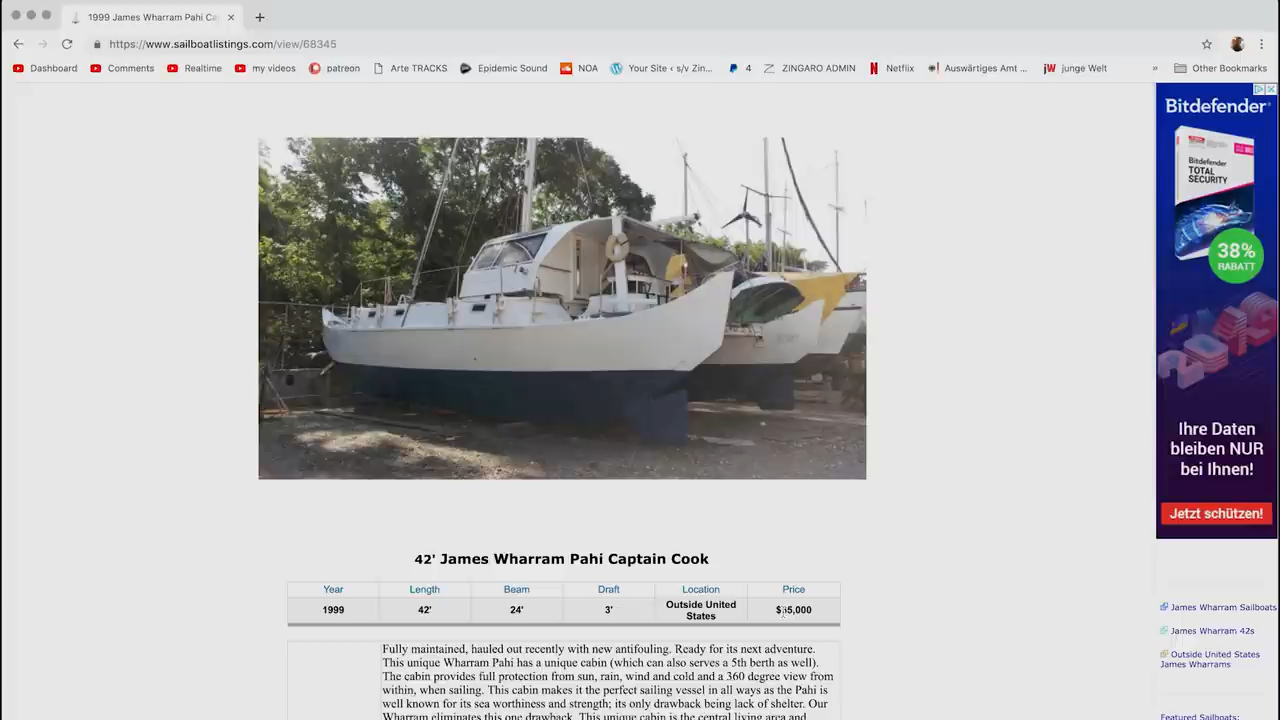 1999 James Wharram Pahi Ca
https://www.sailboatlistings.com/view/68345
Dashboard
Comments
Realtime
my videos
patreon
Arte TRACKS
Epidemic Sound
NOA
Your Site ‹ s/v Zin...
4
ZINGARO ADMIN
Netflix
Auswärtiges Amt ...
junge Welt
»
Other Bookmarks
Bitdefender
Bitdefender
TOTAL
SECURITY
38%
RABATT
2019
Ihre Daten
bleiben NUR
bei Ihnen!
Jetzt schützen!
42' James Wharram Pahi Captain Cook
Year Length Beam Draft Location Price
1999 42' 24' 3' Outside United States
Fully maintained, hauled out recently with new antifouling. Ready for its next adventure.
This unique Wharram Pahi has a unique cabin (which can also serves a 5th berth as well).
The cabin provides full protection from sun, rain, wind and cold and a 360 degree view from
within, when sailing. This cabin makes it the perfect sailing vessel in all ways as the Pahi is
well known for its sea worthiness and strength; its only drawback being lack of shelter. Our
Wharram eliminates this one drawback. This unique cabin is the central living area and
James Wharram Sailboats
James Wharram 42s
Outside United States
James Wharrams
Featured Sailboats: